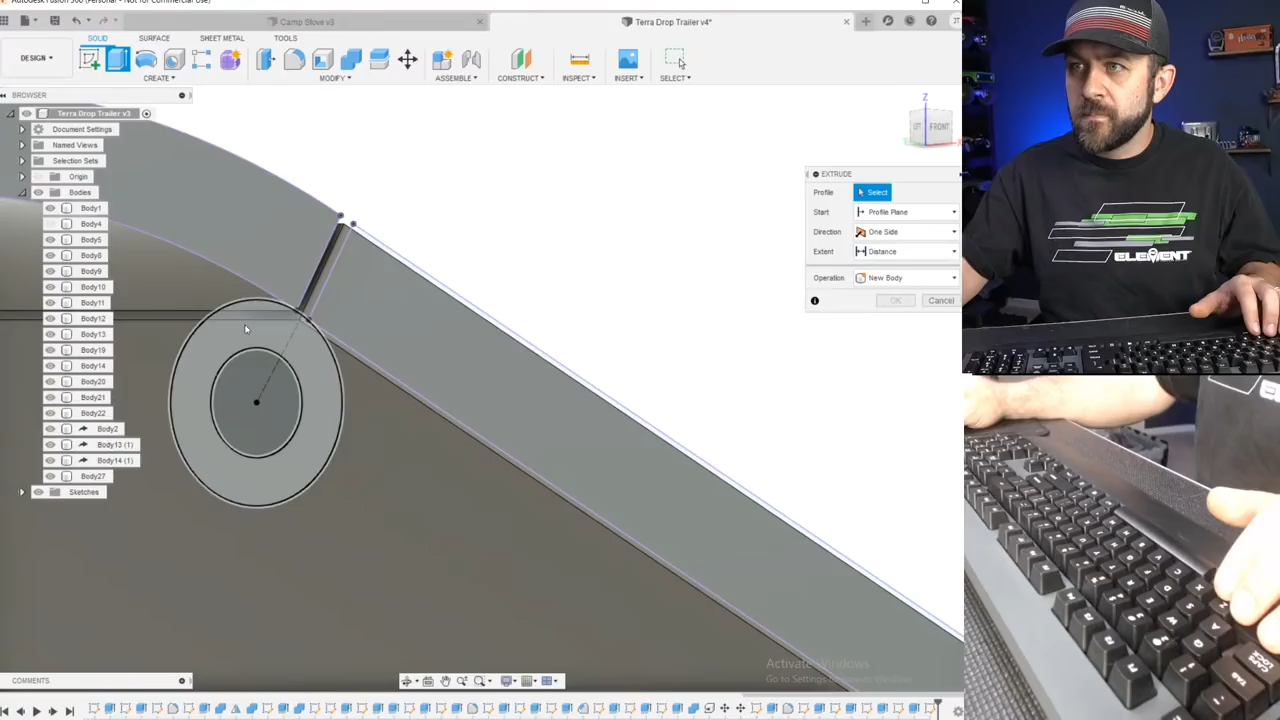 Autodesk Fusion 360 (Personal - Not for Commercial Use)
Camp Stove v3
Terra Drop Trailer v4*
SOLID SURFACE SHEET METAL TOOLS
DESIGN
CREATE MODIFY ASSEMBLE CONSTRUCT INSPECT INSERT SELECT
BROWSER
Terra Drop Trailer v3
Document Settings
Named Views
Selection Sets
Origin
Bodies
Body1
Body4
Body5
Body8
Body9
Body10
Body11
Body12
Body13
Body19
Body14
Body20
Body21
Body22
Body2
Body13 (1)
Body14 (1)
Body27
Sketches
Z
FRONT
EXTRUDE
Profile Select
Start Profile Plane
Direction One Side
Extent Distance
Operation New Body
OK Cancel
Activate Windows
Go to Settings to activate Windows.
COMMENTS
ELEMENT